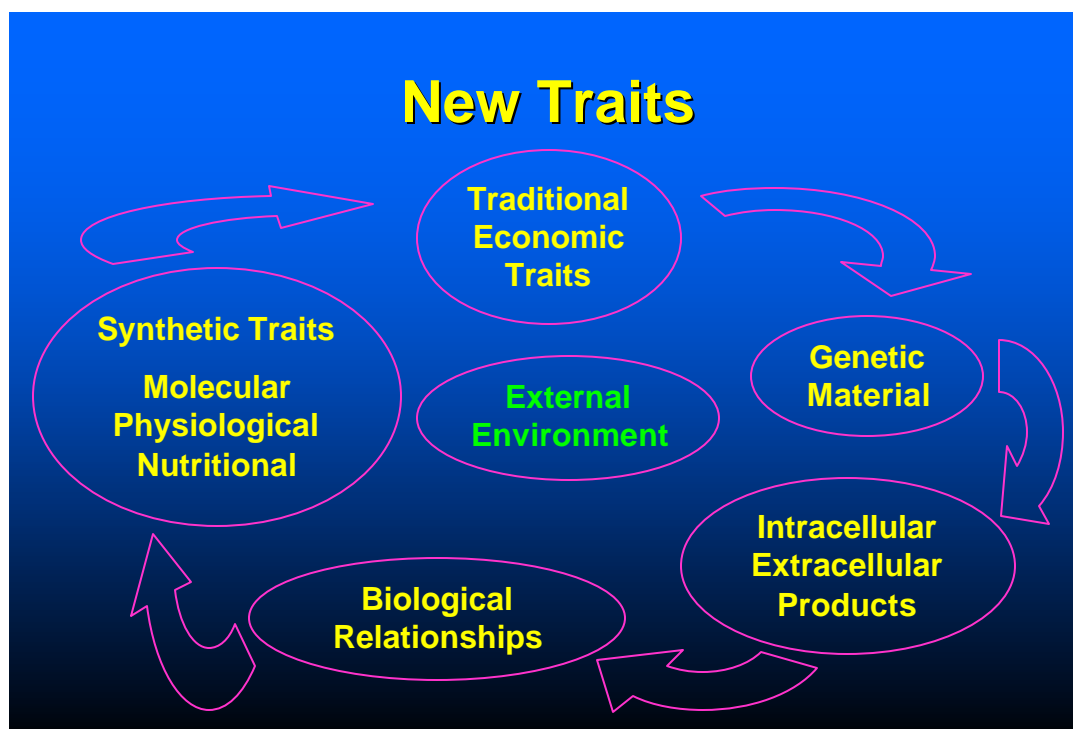 New Traits
Traditional
Economic
Traits
Synthetic Traits
Molecular
Physiological
Nutritional
External
Environment
Genetic
Material
Intracellular
Extracellular
Products
Biological
Relationships